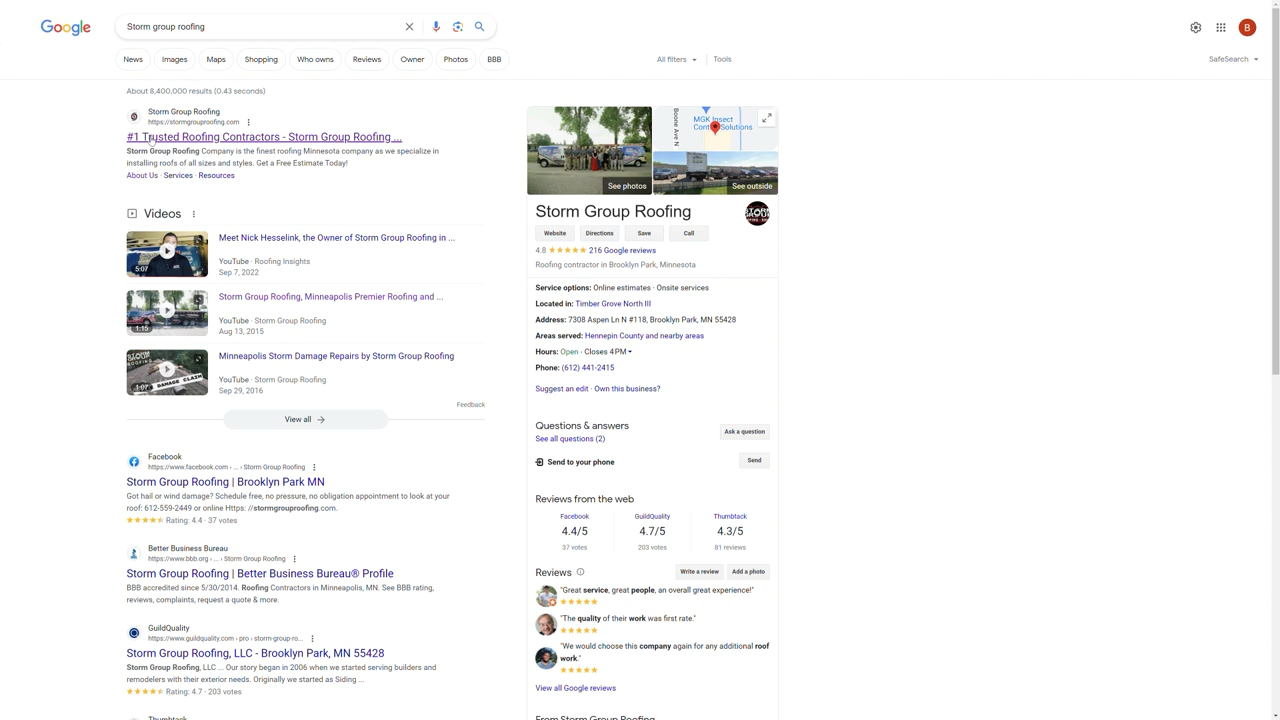 Google
Storm group roofing
B
News
Images
Maps
Shopping
Who owns
Reviews
Owner
Photos
BBB
All filters
Tools
SafeSearch
About 8,400,000 results (0.43 seconds)
Storm Group Roofing
https://stormgrouproofing.com
#1 Trusted Roofing Contractors - Storm Group Roofing ...
Storm Group Roofing Company is the finest roofing Minnesota company as we specialize in
installing roofs of all sizes and styles. Get a Free Estimate Today!
About Us · Services · Resources
Videos
Meet Nick Hesselink, the Owner of Storm Group Roofing in ...
5:07
YouTube · Roofing Insights
Sep 7, 2022
Storm Group Roofing, Minneapolis Premier Roofing and ...
1:15
YouTube · Storm Group Roofing
Aug 13, 2015
Minneapolis Storm Damage Repairs by Storm Group Roofing
1:07
YouTube · Storm Group Roofing
Sep 29, 2016
Feedback
View all
Facebook
https://www.facebook.com › ... › Storm Group Roofing
Storm Group Roofing | Brooklyn Park MN
Got hail or wind damage? Schedule free, no pressure, no obligation appointment to look at your
roof: 612-559-2449 or online Https: //stormgrouproofing.com.
Rating: 4.4 · 37 votes
Better Business Bureau
https://www.bbb.org › ... › Storm Group Roofing
Storm Group Roofing | Better Business Bureau® Profile
BBB accredited since 5/30/2014. Roofing Contractors in Minneapolis, MN. See BBB rating,
reviews, complaints, request a quote & more.
GuildQuality
https://www.guildquality.com › pro › storm-group-ro...
Storm Group Roofing, LLC - Brooklyn Park, MN 55428
Storm Group Roofing, LLC ... Our story began in 2006 when we started serving builders and
remodelers with their exterior needs. Originally we started as Siding ...
Rating: 4.7 · 203 votes
Thumbtack
See photos
Boone Ave N
MGK Insect
Control Solutions
See outside
Storm Group Roofing
Website
Directions
Save
Call
4.8
216 Google reviews
Roofing contractor in Brooklyn Park, Minnesota
Service options: Online estimates · Onsite services
Located in: Timber Grove North III
Address: 7308 Aspen Ln N #118, Brooklyn Park, MN 55428
Areas served: Hennepin County and nearby areas
Hours: Open · Closes 4 PM
Phone: (612) 441-2415
Suggest an edit · Own this business?
Questions & answers
See all questions (2)
Ask a question
Send to your phone
Send
Reviews from the web
Facebook
4.4/5
37 votes
GuildQuality
4.7/5
203 votes
Thumbtack
4.3/5
81 reviews
Reviews
Write a review
Add a photo
"Great service, great people, an overall great experience!"
"The quality of their work was first rate."
"We would choose this company again for any additional roof
work."
View all Google reviews
From Storm Group Roofing